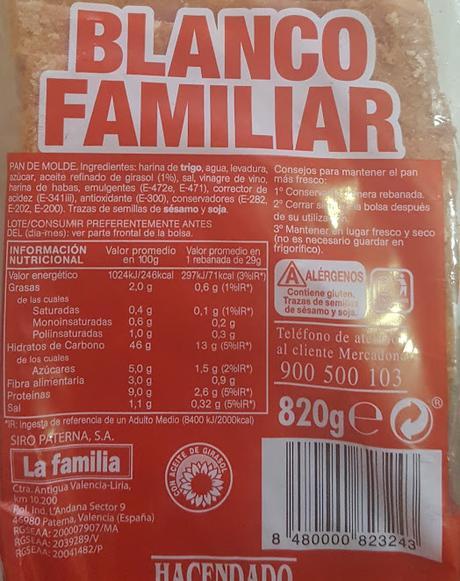 BLANCO
FAMILIAR
PAN DE MOLDE. Ingredientes: harina de trigo, agua, levadura,
azúcar, aceite refinado de girasol (1%), sal, vinagre de vino,
harina de habas, emulgentes (E-472e, E-471), corrector de
acidez (E-341iii), antioxidante (E-300), conservadores (E-282,
E-202, E-200). Trazas de semillas de sésamo y soja.
LOTE/CONSUMIR PREFERENTEMENTE ANTES
DEL (día-mes): ver parte frontal de la bolsa.
Consejos para mantener el pan
más fresco:
1º Conserv rimera rebanada.
2º Cerrar la bolsa después
de su utiliza
3º Mantener en lugar fresco y seco
(no es necesario guardar en
frigorífico).
INFORMACIÓN NUTRICIONAL Valor promedio en 100g Valor promedio en 1 rebanada de 29g
Valor energético 1024kJ/246kcal 297kJ/71kcal (3%IR*)
Grasas 2,0 g 0,6 g (1%IR*)
de las cuales
Saturadas 0,4 g 0,1 g (1%IR*)
Monoinsaturadas 0,6 g 0,2 g
Poliinsaturadas 1,0 g 0,3 g
Hidratos de Carbono 46 g 13 g (5%IR*)
de los cuales
Azúcares 5,0 g 1,5 g (2%IR*)
Fibra alimentaria 3,0 g 0,9 g
Proteínas 9,0 g 2,6 g (5%IR*)
Sal 1,1 g 0,32 g (5%IR*)
*IR: Ingesta de referencia de un Adulto Medio (8400 kJ/2000kcal)
A ALÉRGENOS
Contiene gluten.
Trazas de semillas
de sésamo y soja.
Teléfono de aten
al cliente Mercadona
900 500 103
820g e
®
SIRO PATERNA, S.A.
La familia
Ctra. Antigua Valencia-Liria,
km 10.200
Pol. Ind. L'Andana Sector 9
46980 Paterna, Valencia (España)
RGSEAA: 20007907/MA
RGSEAA: 2039289/V
RGSEAA: 20041482/P
CON ACEITE DE GIRASOL
8 480000 823243
HACENDADO